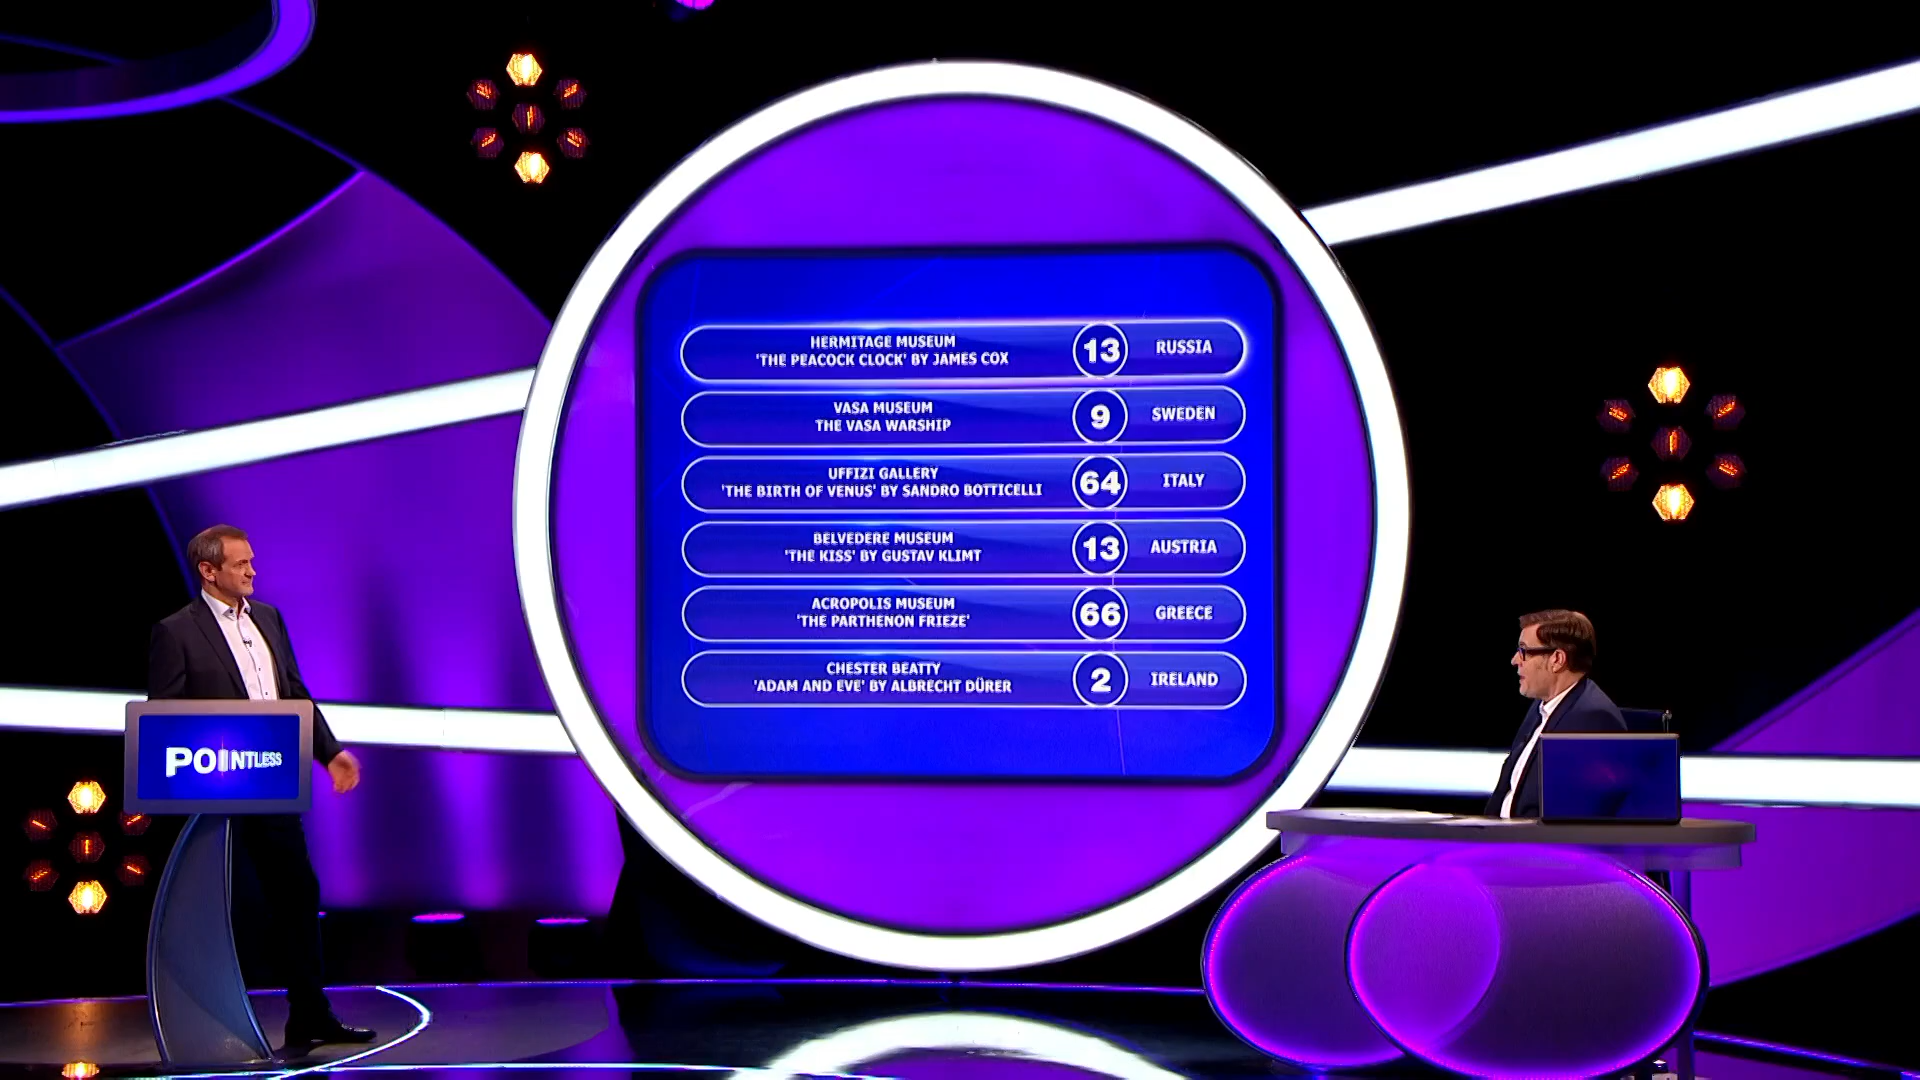 HERMITAGE MUSEUM
'THE PEACOCK CLOCK' BY JAMES COX
13
RUSSIA
VASA MUSEUM
THE VASA WARSHIP
9
SWEDEN
UFFIZI GALLERY
'THE BIRTH OF VENUS' BY SANDRO BOTTICELLI
64
ITALY
BELVEDERE MUSEUM
'THE KISS' BY GUSTAV KLIMT
13
AUSTRIA
ACROPOLIS MUSEUM
'THE PARTHENON FRIEZE'
66
GREECE
CHESTER BEATTY
'ADAM AND EVE' BY ALBRECHT DÜRER
2
IRELAND
POINTLESS